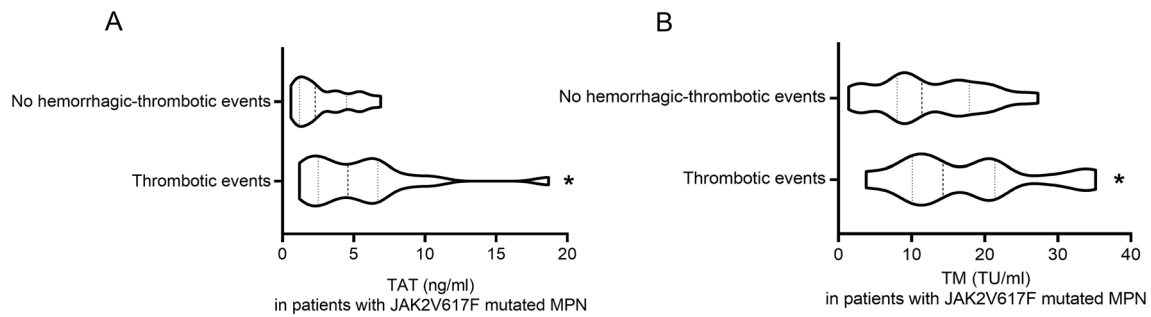 A
No hemorrhagic-thrombotic events
Thrombotic events
*
0 5 10 15 20
TAT (ng/ml)
in patients with JAK2V617F mutated MPN
B
No hemorrhagic-thrombotic events
Thrombotic events
*
0 10 20 30 40
TM (TU/ml)
in patients with JAK2V617F mutated MPN